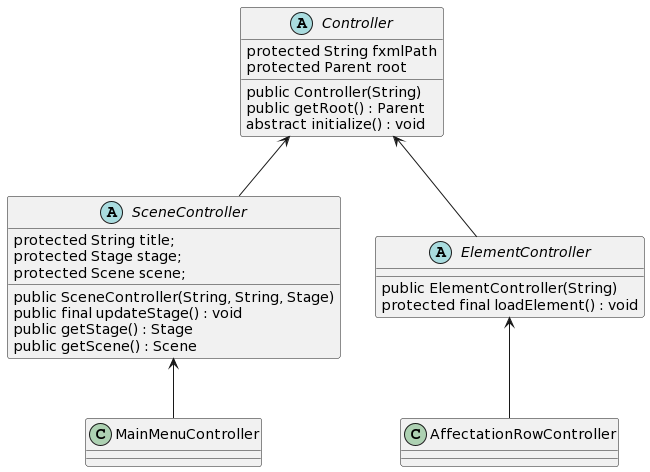 A Controller
protected String fxmlPath
protected Parent root
public Controller(String)
public getRoot() : Parent
abstract initialize() : void
A SceneController
protected String title;
protected Stage stage;
protected Scene scene;
public SceneController(String, String, Stage)
public final updateStage() : void
public getStage() : Stage
public getScene() : Scene
A ElementController
public ElementController(String)
protected final loadElement() : void
C MainMenuController
C AffectationRowController